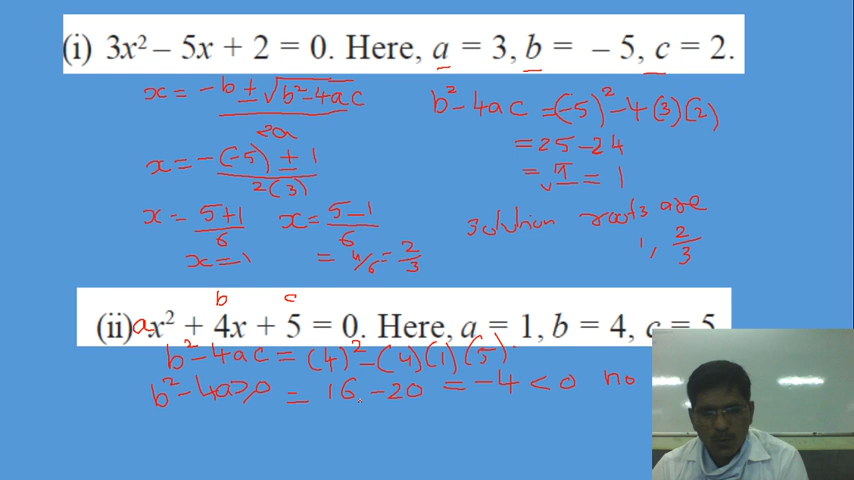 (i) 3x² – 5x + 2 = 0. Here, a = 3, b = – 5, c = 2.
x = -b ± √b²-4ac / 2a
b²-4ac = (-5)² - 4(3)(2)
= 25-24
x = -(-5) ± 1 / 2(3)
= √1 = 1
x = 5+1 / 6 x = 5-1 / 6
solution roots are
1, 2/3
x = 1 = 4/6 = 2/3
b c
(ii) ax² + 4x + 5 = 0. Here, a = 1, b = 4, c = 5
b²-4ac = (4)² - (4)(1)(5)
b²-4a≥0 = 16 - 20 = -4 < 0 no